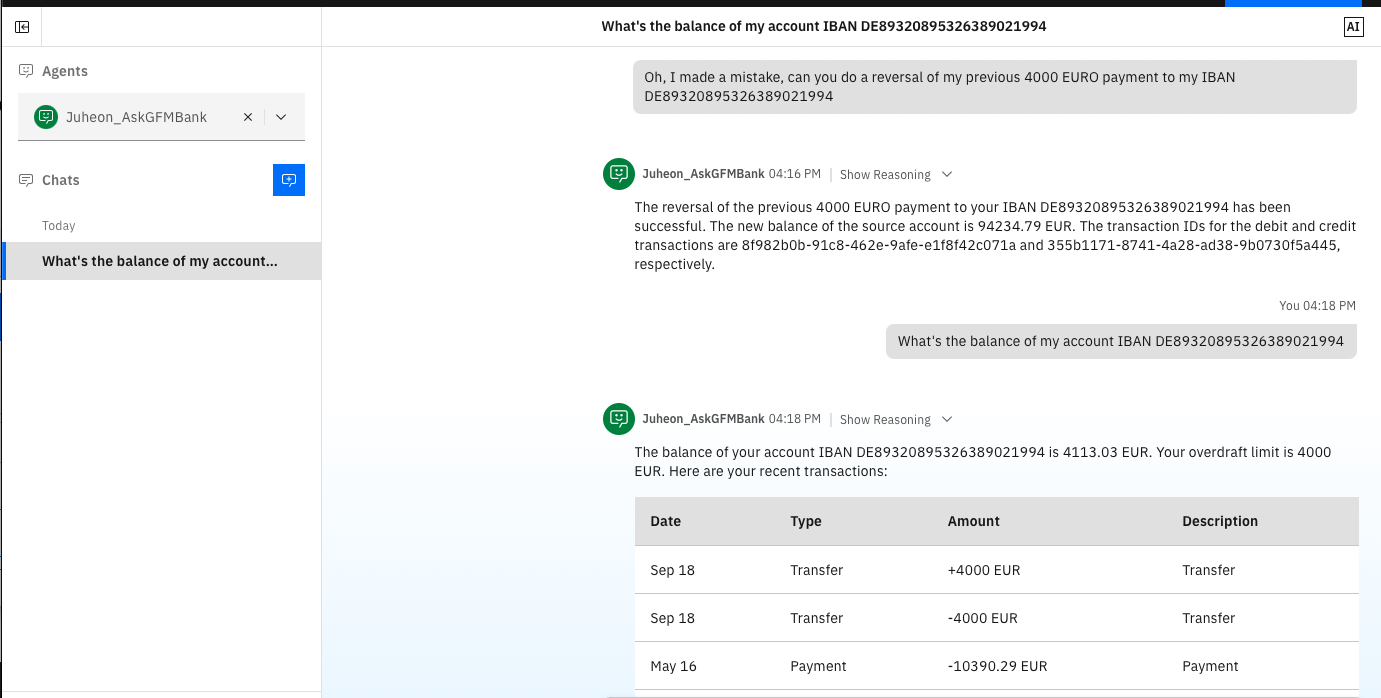 What's the balance of my account IBAN DE89320895326389021994
AI
Agents
Juheon_AskGFMBank
Chats
Today
What's the balance of my account...
Oh, I made a mistake, can you do a reversal of my previous 4000 EURO payment to my IBAN
DE89320895326389021994
Juheon_AskGFMBank 04:16 PM | Show Reasoning
The reversal of the previous 4000 EURO payment to your IBAN DE89320895326389021994 has been
successful. The new balance of the source account is 94234.79 EUR. The transaction IDs for the debit and credit
transactions are 8f982b0b-91c8-462e-9afe-e1f8f42c071a and 355b1171-8741-4a28-ad38-9b0730f5a445,
respectively.
You 04:18 PM
What's the balance of my account IBAN DE89320895326389021994
Juheon_AskGFMBank 04:18 PM | Show Reasoning
The balance of your account IBAN DE89320895326389021994 is 4113.03 EUR. Your overdraft limit is 4000
EUR. Here are your recent transactions:
Date Type Amount Description
Sep 18 Transfer +4000 EUR Transfer
Sep 18 Transfer -4000 EUR Transfer
May 16 Payment -10390.29 EUR Payment